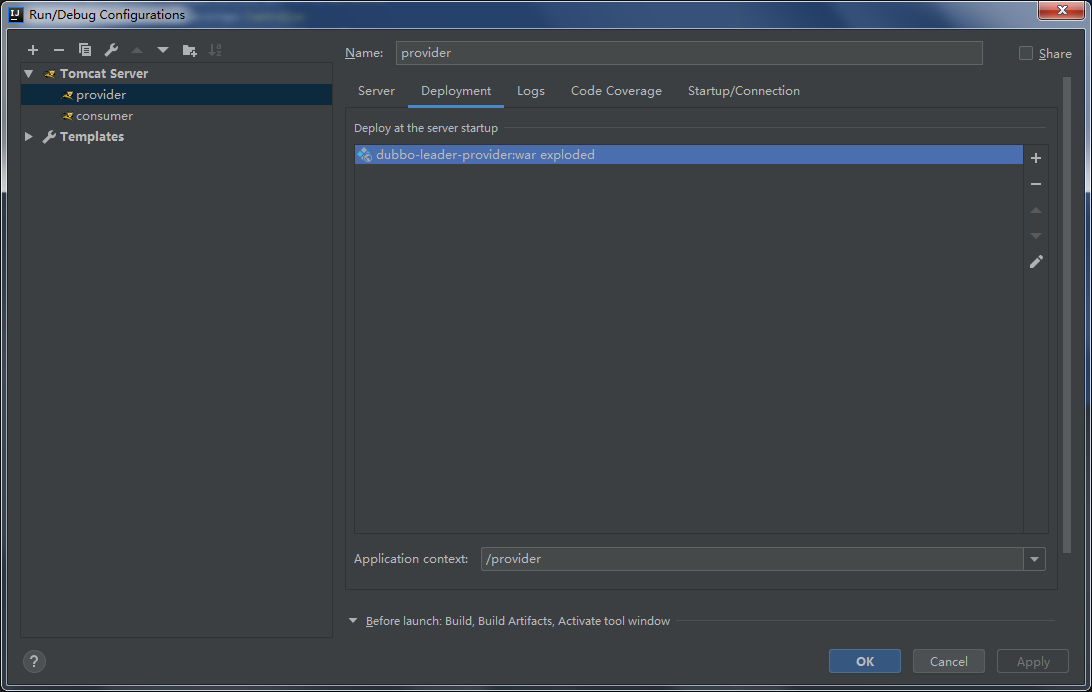 Run/Debug Configurations
Name: provider
Share
Tomcat Server
provider
consumer
Templates
Server Deployment Logs Code Coverage Startup/Connection
Deploy at the server startup
dubbo-leader-provider:war exploded
Application context: /provider
Before launch: Build, Build Artifacts, Activate tool window
? OK Cancel Apply